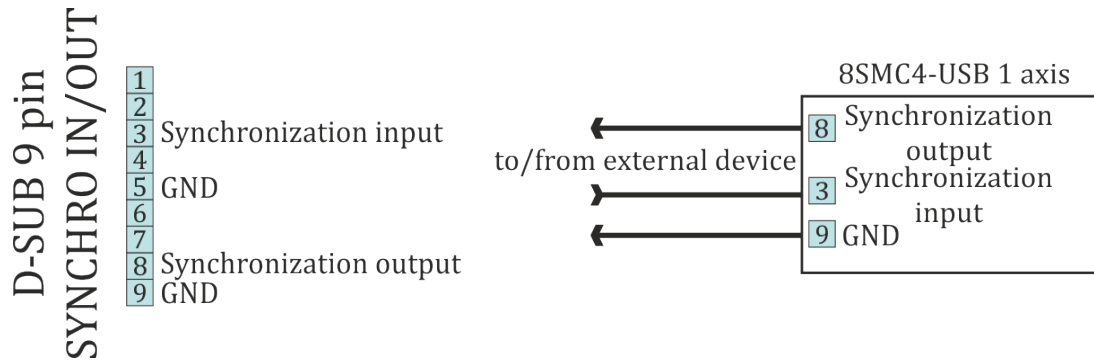 D-SUB 9 pin
SYNCHRO IN/OUT
1
2
3 Synchronization input
4
5 GND
6
7
8 Synchronization output
9 GND
to/from external device
8SMC4-USB 1 axis
8 Synchronization
output
3 Synchronization
input
9 GND